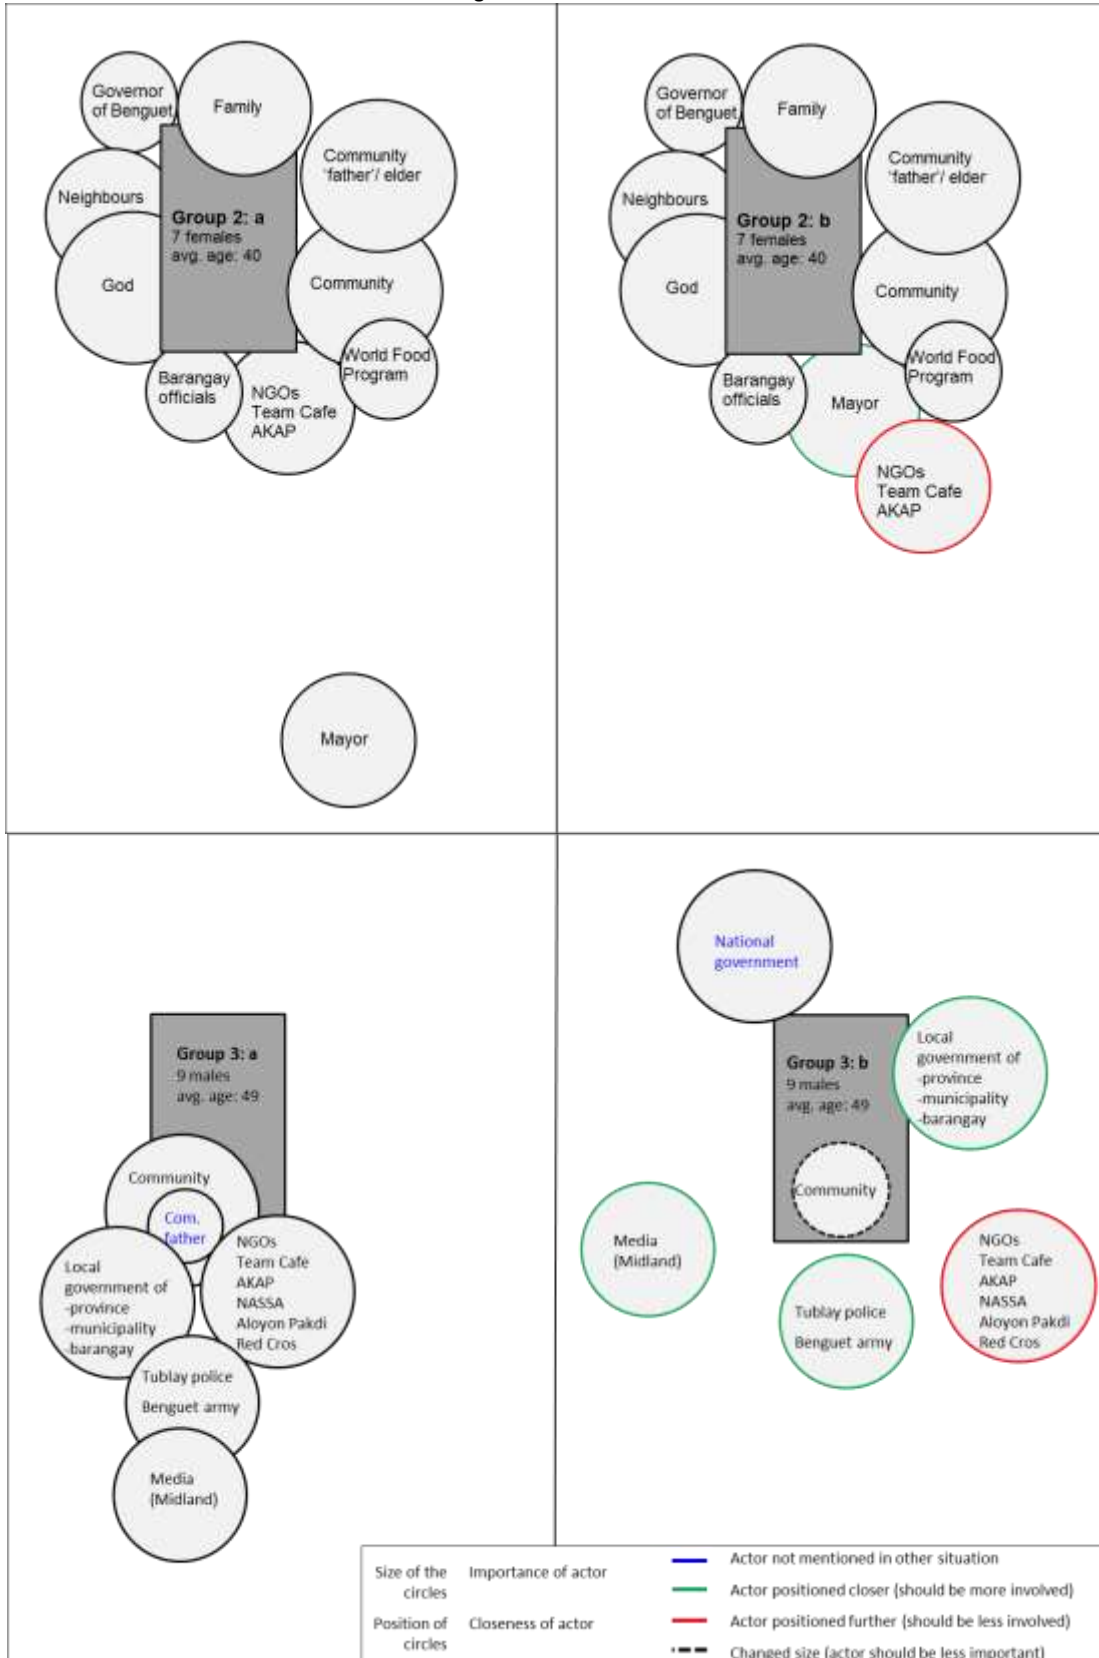 Governor
of Benguet
Family
Community
'father'/ elder
Neighbours
Group 2: a
7 females
avg. age: 40
God
Community
World Food
Program
Barangay
officials
NGOs
Team Cafe
AKAP
Mayor
Governor
of Benguet
Family
Community
'father'/ elder
Neighbours
Group 2: b
7 females
avg. age: 40
God
Community
World Food
Program
Barangay
officials
Mayor
NGOs
Team Cafe
AKAP
Group 3: a
9 males
avg. age: 49
Community
Com.
father
Local
government of
-province
-municipality
-barangay
NGOs
Team Cafe
AKAP
NASSA
Aloyon Pakdi
Red Cros
Tublay police
Benguet army
Media
(Midland)
National
government
Group 3: b
9 males
avg. age: 49
Local
government of
-province
-municipality
-barangay
Community
Media
(Midland)
Tublay police
Benguet army
NGOs
Team Cafe
AKAP
NASSA
Aloyon Pakdi
Red Cros
Size of the
circles
Importance of actor
Position of
circles
Closeness of actor
Actor not mentioned in other situation
Actor positioned closer (should be more involved)
Actor positioned further (should be less involved)
Changed size (actor should be less important)